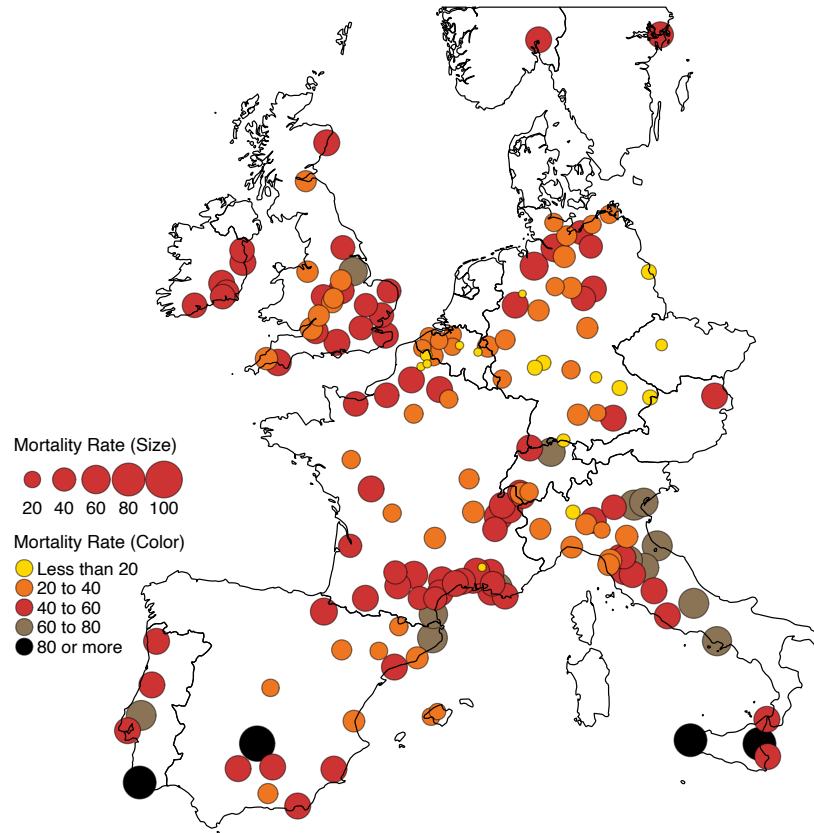 Mortality Rate (Size)
20 40 60 80 100
Mortality Rate (Color)
Less than 20
20 to 40
40 to 60
60 to 80
80 or more